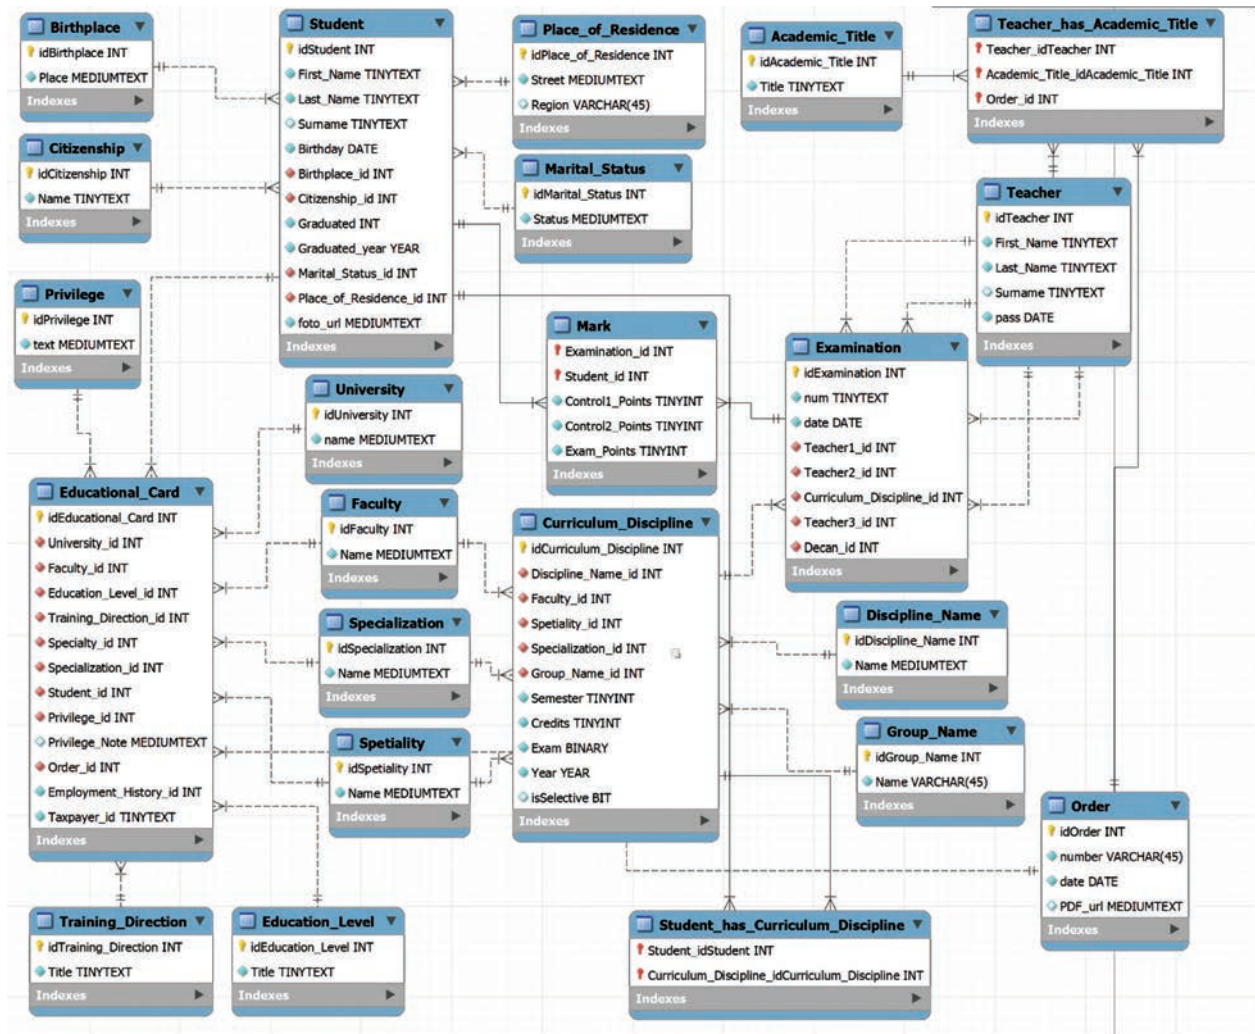 Birthplace
idBirthplace INT
Place MEDIUMTEXT
Indexes
Citizenship
idCitizenship INT
Name TINYTEXT
Indexes
Privilege
idPrivilege INT
text MEDIUMTEXT
Indexes
Student
idStudent INT
First_Name TINYTEXT
Last_Name TINYTEXT
Surname TINYTEXT
Birthday DATE
Birthplace_id INT
Citizenship_id INT
Graduated INT
Graduated_year YEAR
Marital_Status_id INT
Place_of_Residence_id INT
foto_url MEDIUMTEXT
Indexes
Place_of_Residence
idPlace_of_Residence INT
Street MEDIUMTEXT
Region VARCHAR(45)
Indexes
Marital_Status
idMarital_Status INT
Status MEDIUMTEXT
Indexes
Academic_Title
idAcademic_Title INT
Title TINYTEXT
Indexes
Teacher_has_Academic_Title
Teacher_idTeacher INT
Academic_Title_idAcademic_Title INT
Order_id INT
Indexes
Teacher
idTeacher INT
First_Name TINYTEXT
Last_Name TINYTEXT
Surname TINYTEXT
pass DATE
Indexes
Mark
Examination_id INT
Student_id INT
Control1_Points TINYINT
Control2_Points TINYINT
Exam_Points TINYINT
Indexes
Examination
idExamination INT
num TINYTEXT
date DATE
Teacher1_id INT
Teacher2_id INT
Curriculum_Discipline_id INT
Teacher3_id INT
Decan_id INT
Indexes
University
idUniversity INT
name MEDIUMTEXT
Indexes
Educational_Card
idEducational_Card INT
University_id INT
Faculty_id INT
Education_Level_id INT
Training_Direction_id INT
Specialty_id INT
Specialization_id INT
Student_id INT
Privilege_id INT
Privilege_Note MEDIUMTEXT
Order_id INT
Employment_History_id INT
Taxpayer_id TINYTEXT
Indexes
Faculty
idFaculty INT
Name MEDIUMTEXT
Indexes
Specialization
idSpecialization INT
Name MEDIUMTEXT
Indexes
Spetiality
idSpetiality INT
Name MEDIUMTEXT
Indexes
Curriculum_Discipline
idCurriculum_Discipline INT
Discipline_Name_id INT
Faculty_id INT
Spetiality_id INT
Specialization_id INT
Group_Name_id INT
Semester TINYINT
Credits TINYINT
Exam BINARY
Year YEAR
isSelective BIT
Indexes
Discipline_Name
idDiscipline_Name INT
Name MEDIUMTEXT
Indexes
Group_Name
idGroup_Name INT
Name VARCHAR(45)
Indexes
Order
idOrder INT
number VARCHAR(45)
date DATE
PDF_url MEDIUMTEXT
Indexes
Training_Direction
idTraining_Direction INT
Title TINYTEXT
Indexes
Education_Level
idEducation_Level INT
Title TINYTEXT
Indexes
Student_has_Curriculum_Discipline
Student_idStudent INT
Curriculum_Discipline_idCurriculum_Discipline INT
Indexes